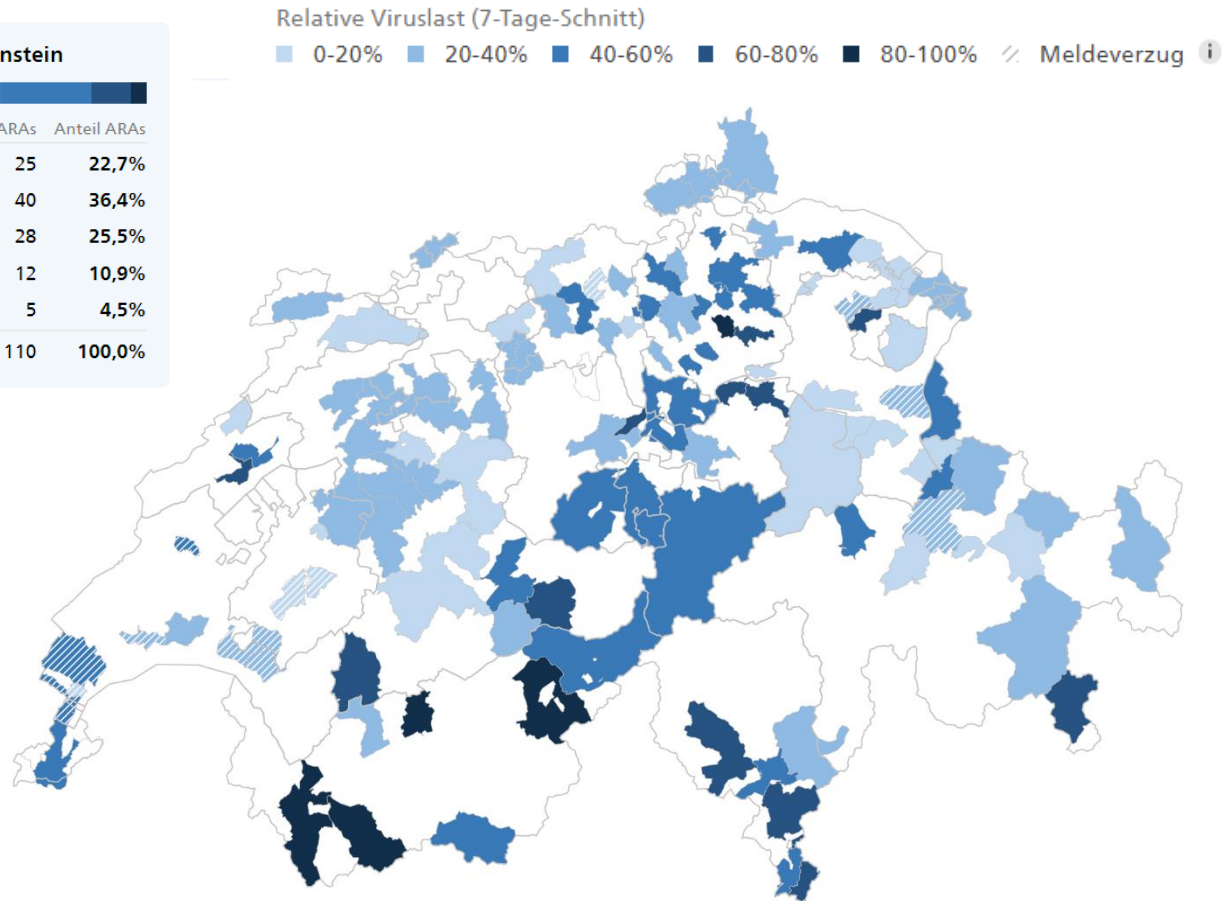 Relative Viruslast (7-Tage-Schnitt)
0-20% 20-40% 40-60% 60-80% 80-100% Meldeverzug i
nstein
ARAs Anteil ARAs
25 22,7%
40 36,4%
28 25,5%
12 10,9%
5 4,5%
110 100,0%